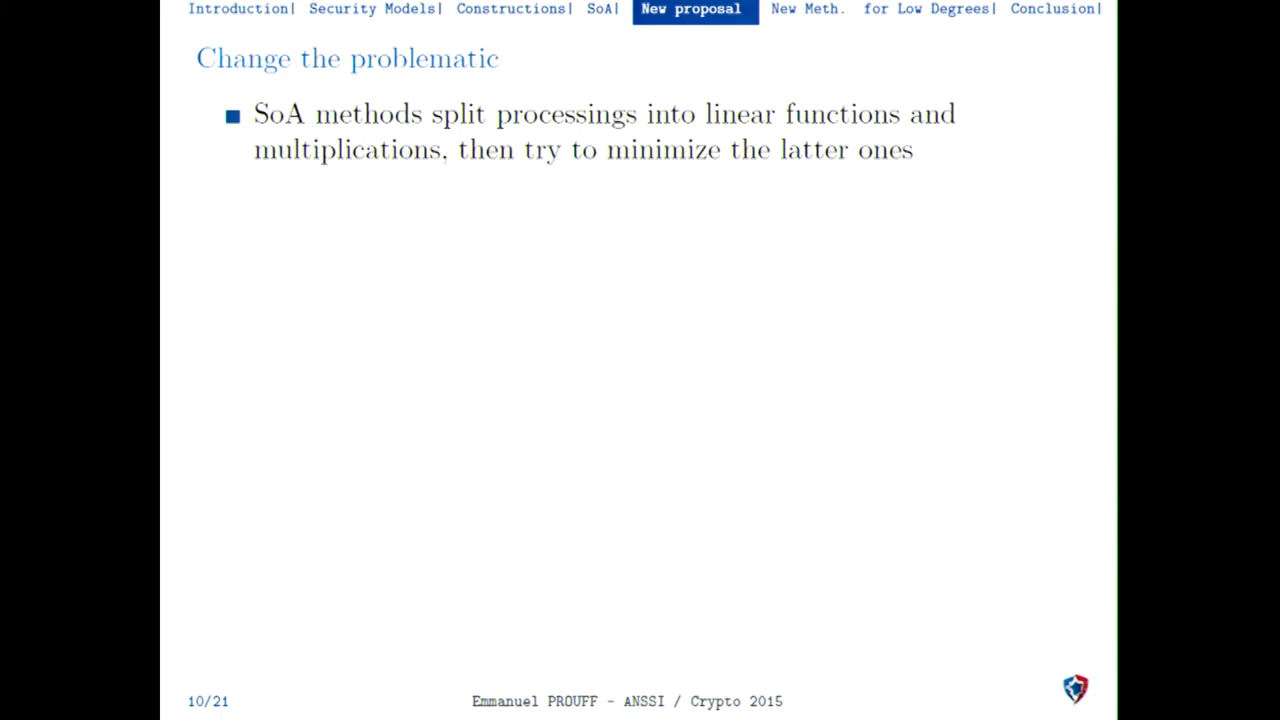 Introduction| Security Models| Constructions| SoA| New proposal New Meth. for Low Degrees| Conclusion|
Change the problematic
SoA methods split processings into linear functions and
multiplications, then try to minimize the latter ones
10/21 Emmanuel PROUFF - ANSSI / Crypto 2015